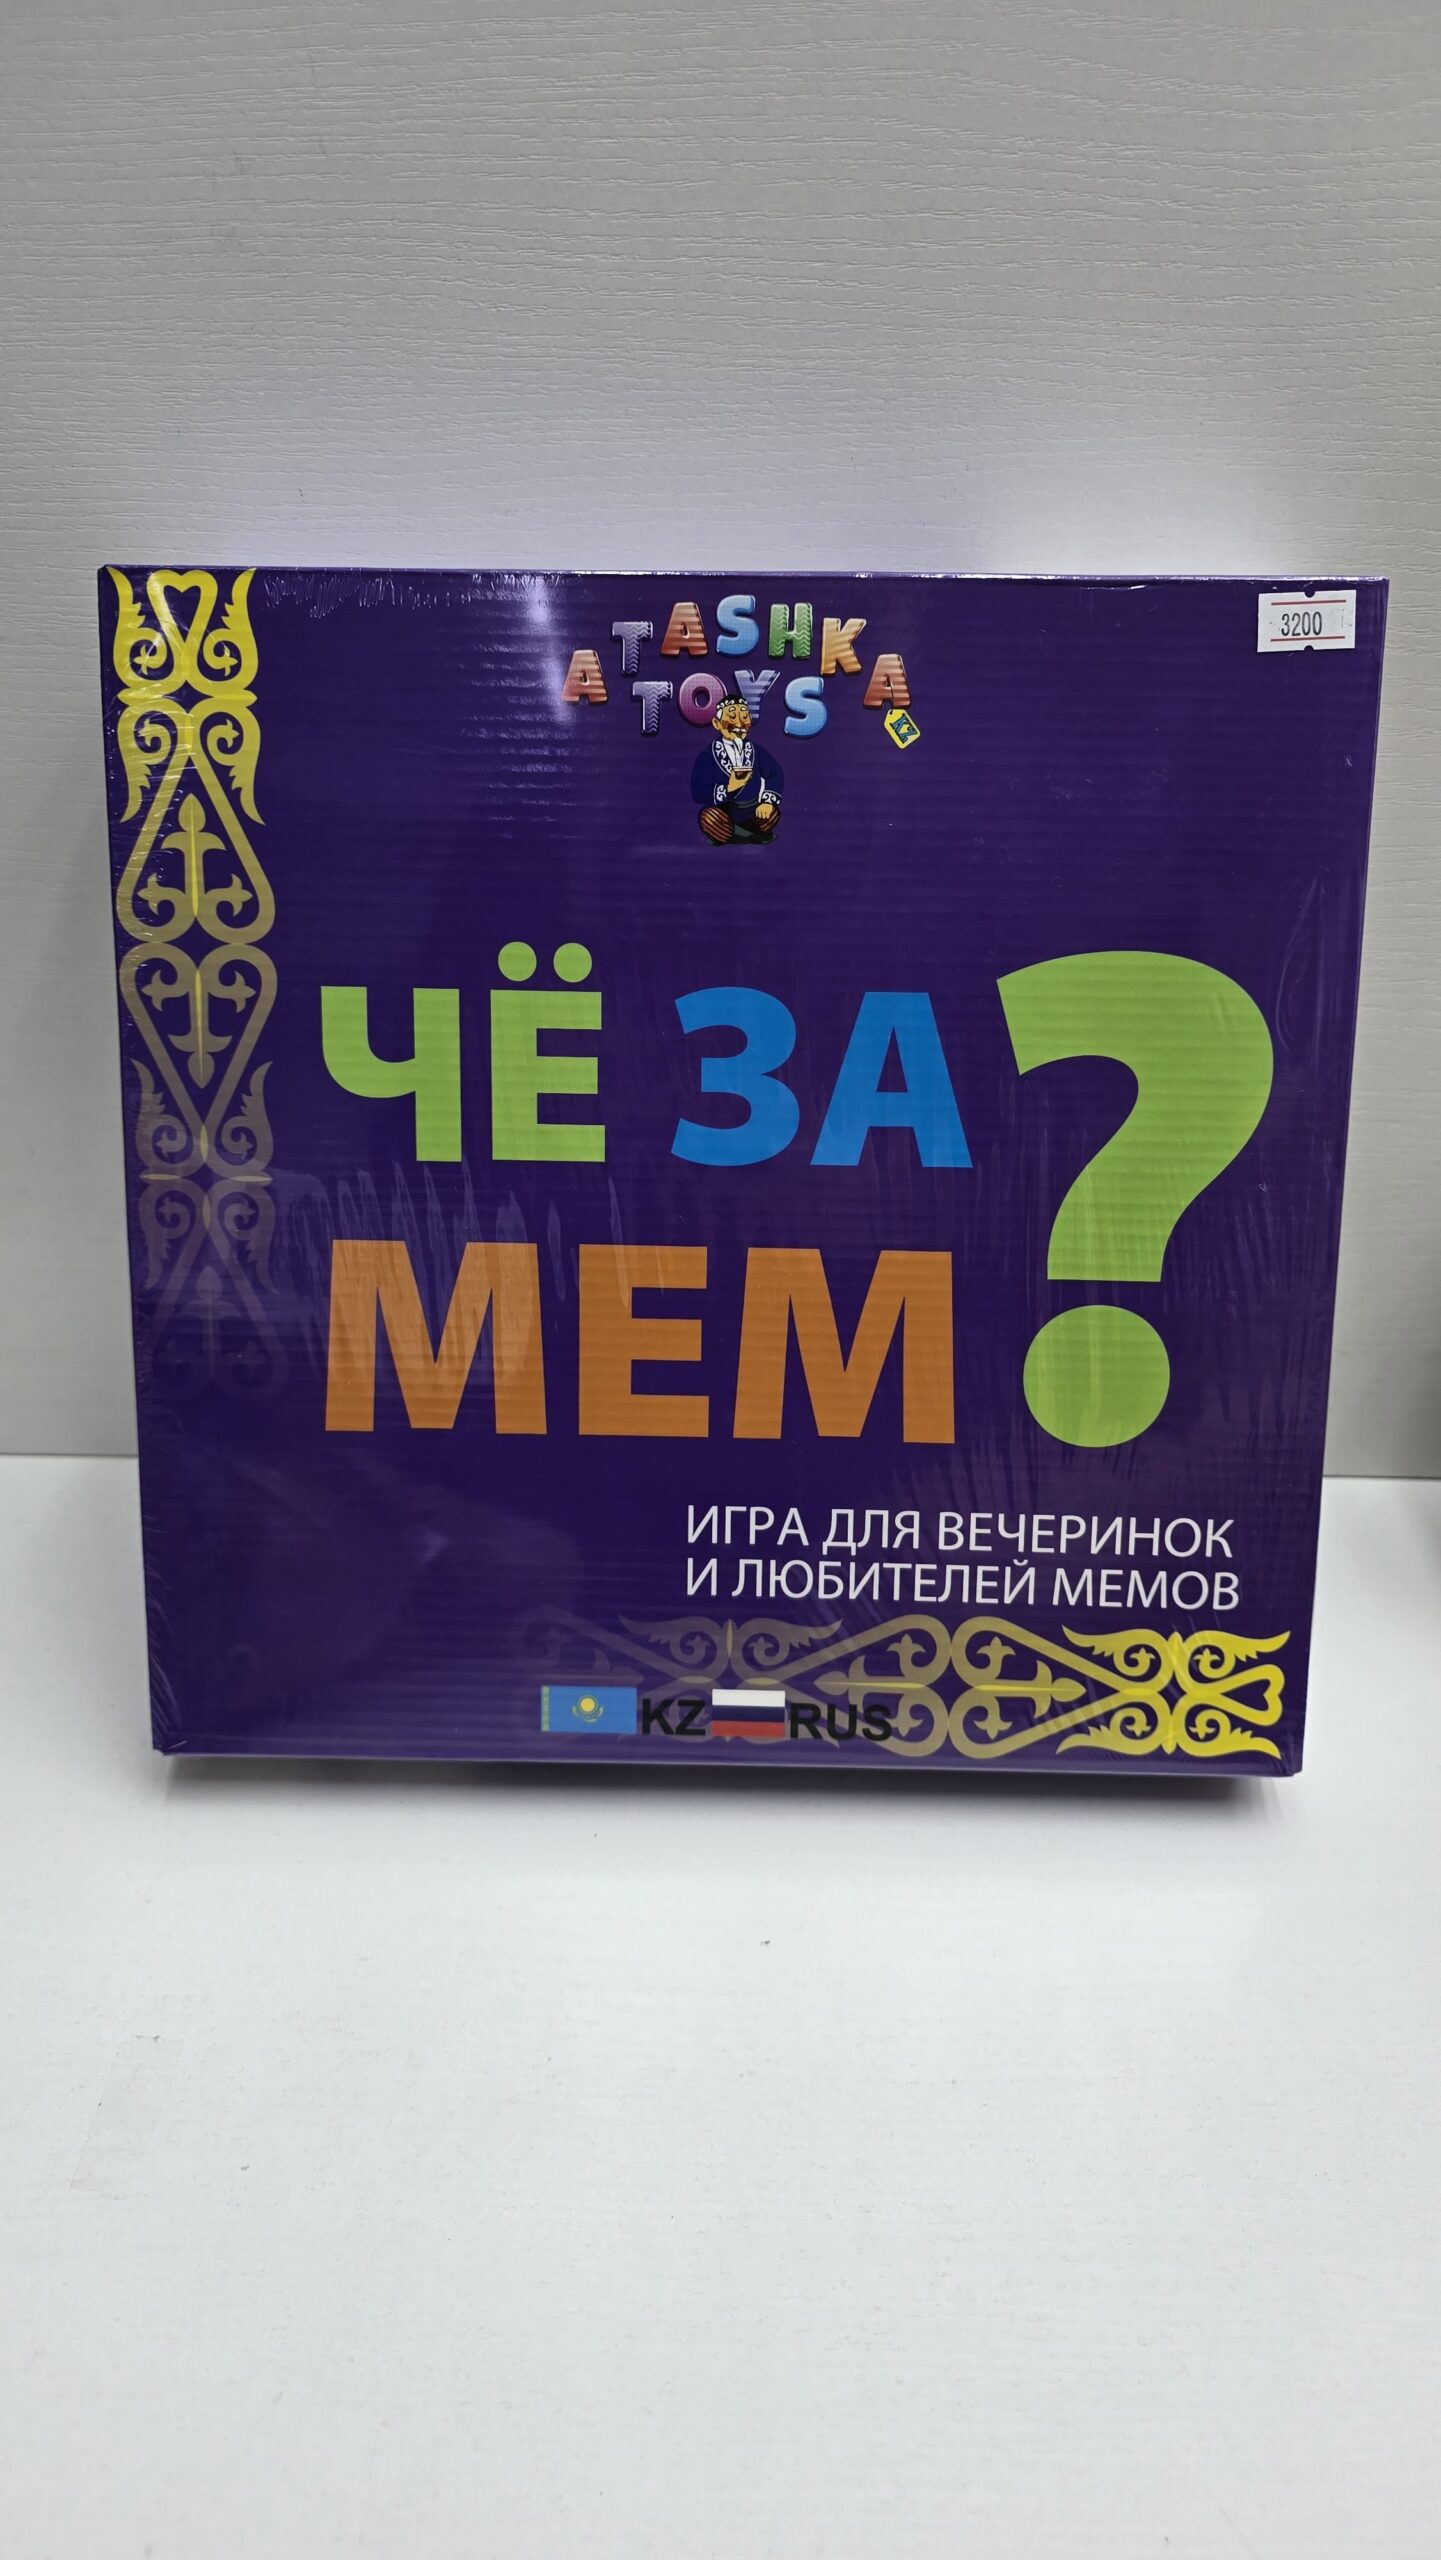 3200
ATASHKA
TOYS
KZ
ЧЁ ЗА
МЕМ?
ИГРА ДЛЯ ВЕЧЕРИНОК
И ЛЮБИТЕЛЕЙ МЕМОВ
KZ RUS